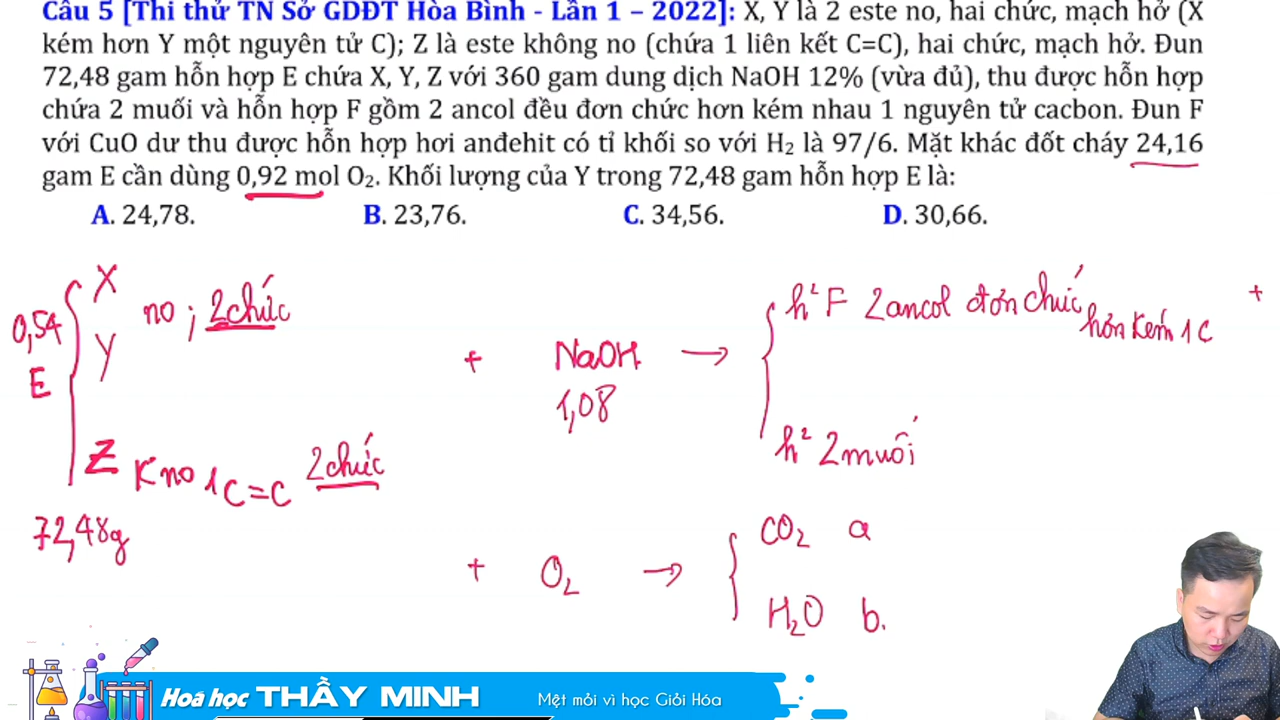 Câu 5 [Thi thử TN Sở GDĐT Hòa Bình - Lần 1 – 2022]: X, Y là 2 este no, hai chức, mạch hở (X
kém hơn Y một nguyên tử C); Z là este không no (chứa 1 liên kết C=C), hai chức, mạch hở. Đun
72,48 gam hỗn hợp E chứa X, Y, Z với 360 gam dung dịch NaOH 12% (vừa đủ), thu được hỗn hợp
chứa 2 muối và hỗn hợp F gồm 2 ancol đều đơn chức hơn kém nhau 1 nguyên tử cacbon. Đun F
với CuO dư thu được hỗn hợp hơi anđehit có tỉ khối so với H₂ là 97/6. Mặt khác đốt cháy 24,16
gam E cần dùng 0,92 mol O₂. Khối lượng của Y trong 72,48 gam hỗn hợp E là:
A. 24,78. B. 23,76. C. 34,56. D. 30,66.
X
no ; 2 chức
h² F 2 ancol đơn chức hơn kém 1 C +
0,54
Y
+ NaOH →
E
1,08
Z K no 1 C=C 2 chức
h² 2 muối
72,48g
CO₂ a
+ O₂ →
H₂O b.
Hoá học THẦY MINH Mệt mỏi vì học Giỏi Hóa